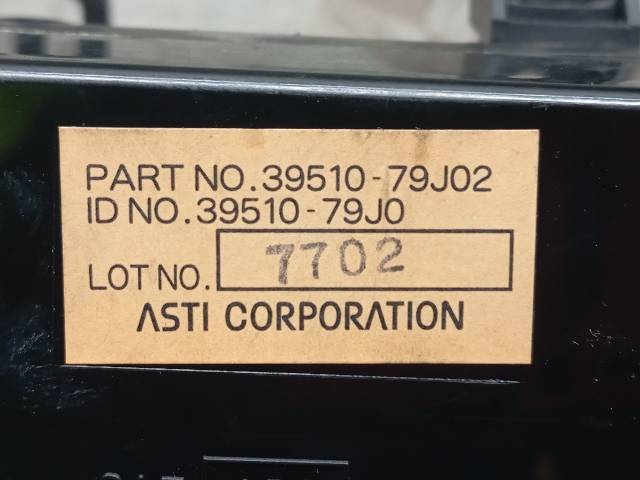 PART NO.39510-79J02
ID NO.39510-79J0
LOT NO. 7702
ASTI CORPORATION